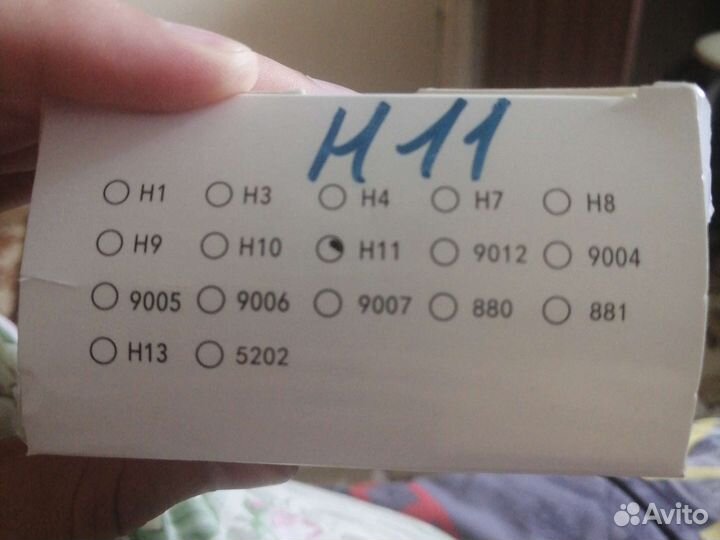 H11
H1 H3 H4 H7 H8
H9 H10 H11 9012 9004
9005 9006 9007 880 881
H13 5202
Avito